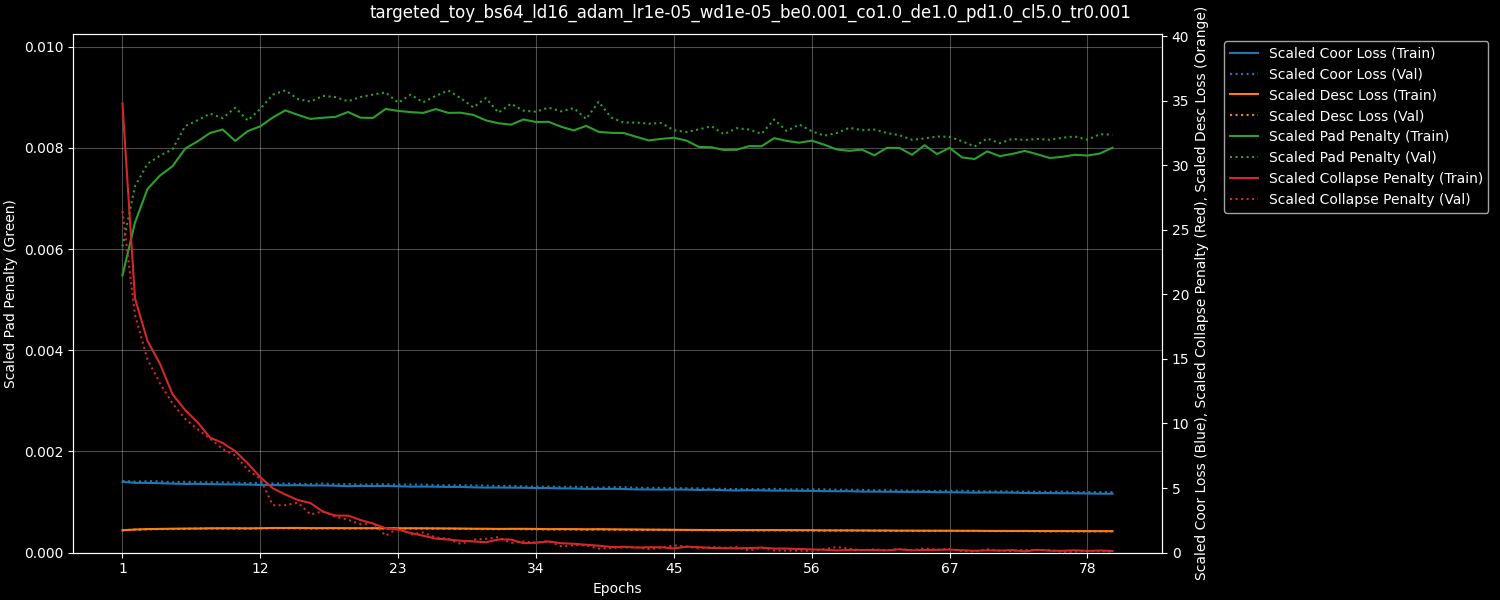 targeted_toy_bs64_ld16_adam_lr1e-05_wd1e-05_be0.001_co1.0_de1.0_pd1.0_cl5.0_tr0.001
Scaled Pad Penalty (Green)
0.010
0.008
0.006
0.004
0.002
0.000
1
12
23
34
45
56
67
78
Epochs
40
35
30
25
20
15
10
5
0
Scaled Coor Loss (Blue), Scaled Collapse Penalty (Red), Scaled Desc Loss (Orange)
Scaled Coor Loss (Train)
Scaled Coor Loss (Val)
Scaled Desc Loss (Train)
Scaled Desc Loss (Val)
Scaled Pad Penalty (Train)
Scaled Pad Penalty (Val)
Scaled Collapse Penalty (Train)
Scaled Collapse Penalty (Val)